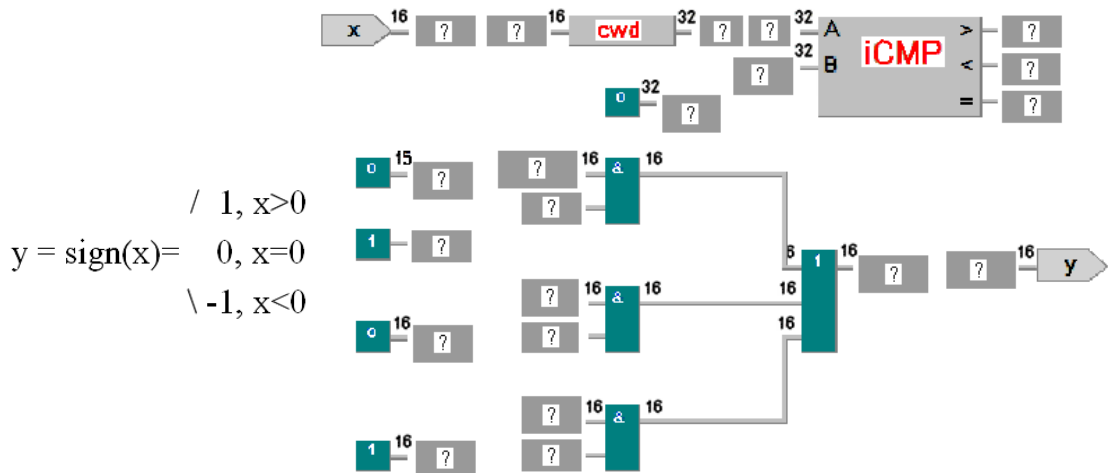 x 16 ? ? 16 cwd 32 ? ? 32 A iCMP > ?
? 32 B < ?
0 32 ? = ?
0 15 ? ? 16 & 16
?
/ 1, x>0
1 ?
y = sign(x)= 0, x=0
6 1 16 ? ? 16 y
\ -1, x<0
? 16 & 16 16
?
0 16 ? 16
? 16 & 16
1 16 ? ?